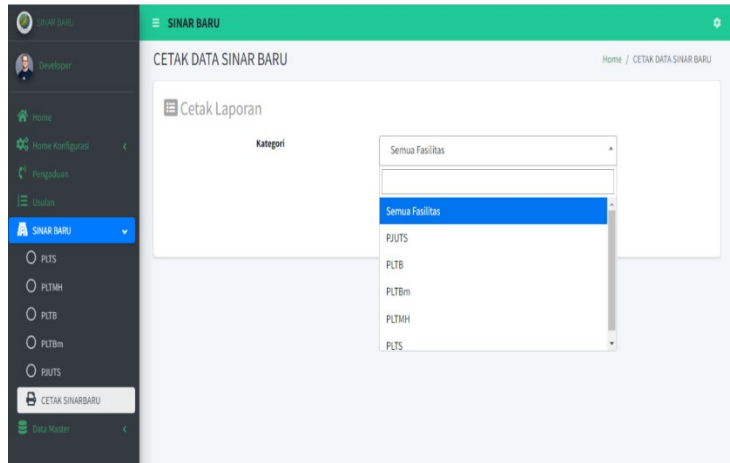 SINAR BARU
Developer
Home
Home Konfigurasi
Pengaduan
Usulan
SINAR BARU
PLTS
PLTMH
PLTB
PLTBm
PJUTS
CETAK SINARBARU
Data Master
SINAR BARU
CETAK DATA SINAR BARU
Home / CETAK DATA SINAR BARU
Cetak Laporan
Kategori
Semua Fasilitas
Semua Fasilitas
PJUTS
PLTB
PLTBm
PLTMH
PLTS